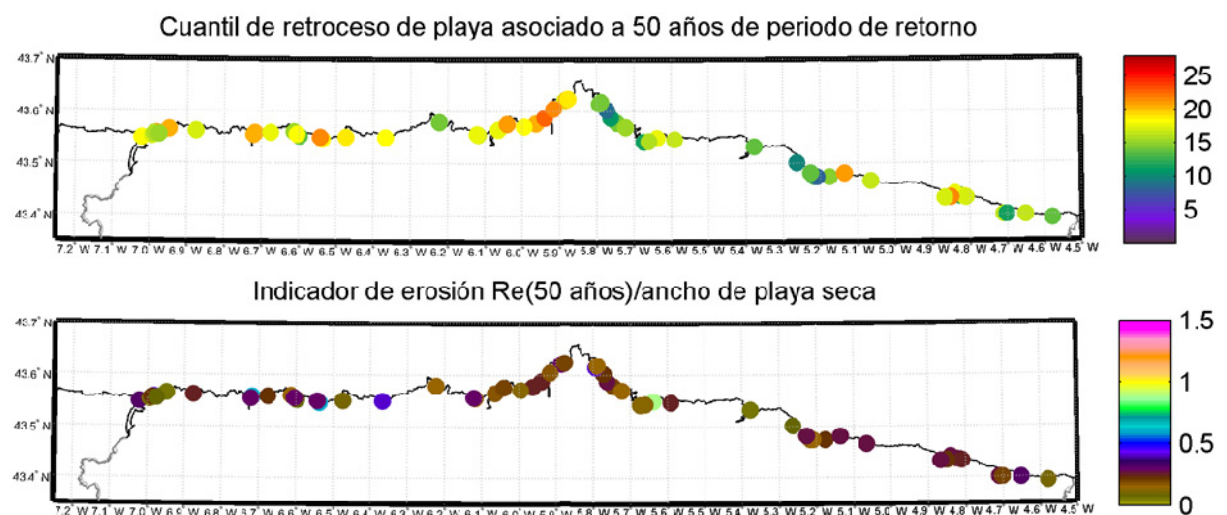 Cuantil de retroceso de playa asociado a 50 años de periodo de retorno
43.7° N
43.6° N
43.5° N
43.4° N
7.2° W 7.1° W 7.0° W 6.9° W 6.8° W 6.7° W 6.6° W 6.5° W 6.4° W 6.3° W 6.2° W 6.1° W 6.0° W 5.9° W 5.8° W 5.7° W 5.6° W 5.5° W 5.4° W 5.3° W 5.2° W 5.1° W 5.0° W 4.9° W 4.8° W 4.7° W 4.6° W 4.5° W
25
20
15
10
5
Indicador de erosión Re(50 años)/ancho de playa seca
43.7° N
43.6° N
43.5° N
43.4° N
7.2° W 7.1° W 7.0° W 6.9° W 6.8° W 6.7° W 6.6° W 6.5° W 6.4° W 6.3° W 6.2° W 6.1° W 6.0° W 5.9° W 5.8° W 5.7° W 5.6° W 5.5° W 5.4° W 5.3° W 5.2° W 5.1° W 5.0° W 4.9° W 4.8° W 4.7° W 4.6° W 4.5° W
1.5
1
0.5
0